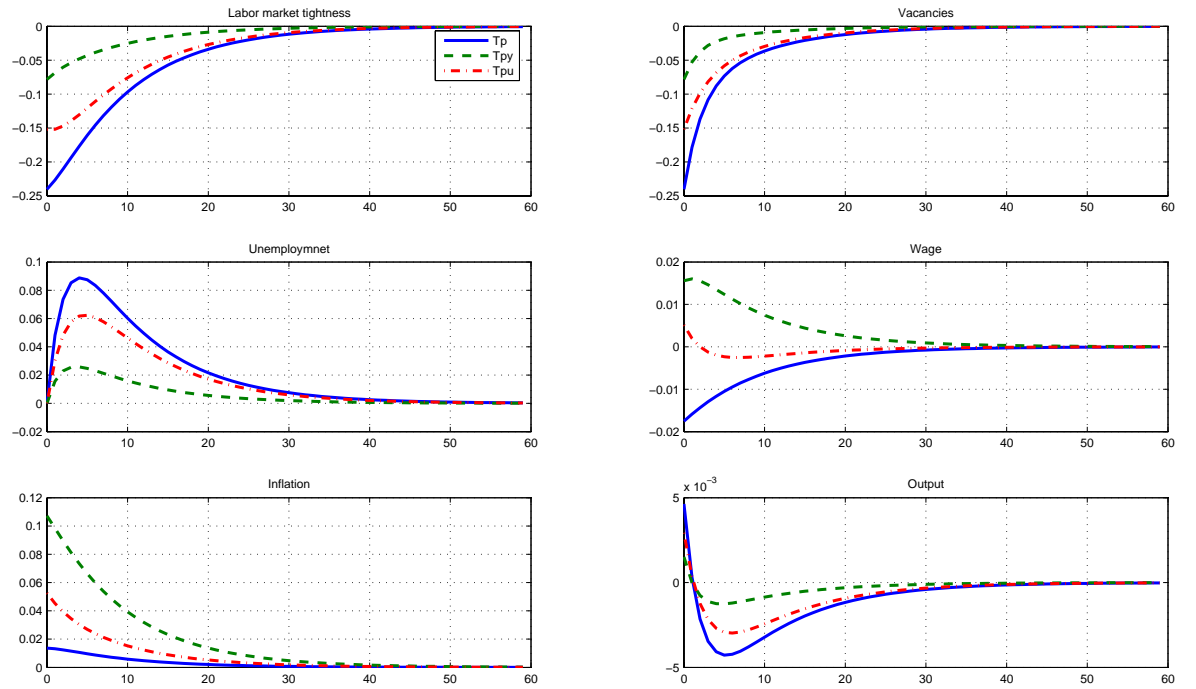 Labor market tightness
0
−0.05
−0.1
−0.15
−0.2
−0.25
0 10 20 30 40 50 60
Tp
Tpy
Tpu
Vacancies
0
−0.05
−0.1
−0.15
−0.2
−0.25
0 10 20 30 40 50 60
Unemploymnet
0.1
0.08
0.06
0.04
0.02
0
−0.02
0 10 20 30 40 50 60
Wage
0.02
0.01
0
−0.01
−0.02
0 10 20 30 40 50 60
Inflation
0.12
0.1
0.08
0.06
0.04
0.02
0
0 10 20 30 40 50 60
Output
x 10⁻³
5
0
−5
0 10 20 30 40 50 60